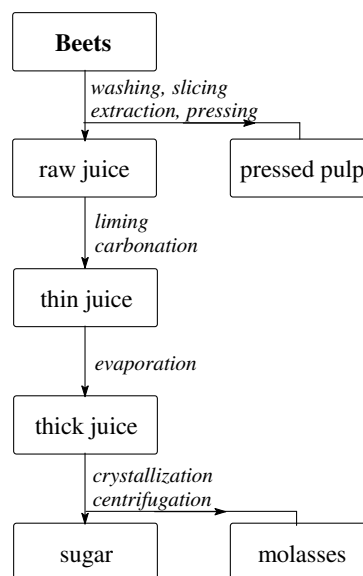 Beets
washing, slicing
extraction, pressing
raw juice
pressed pulp
liming
carbonation
thin juice
evaporation
thick juice
crystallization
centrifugation
sugar
molasses